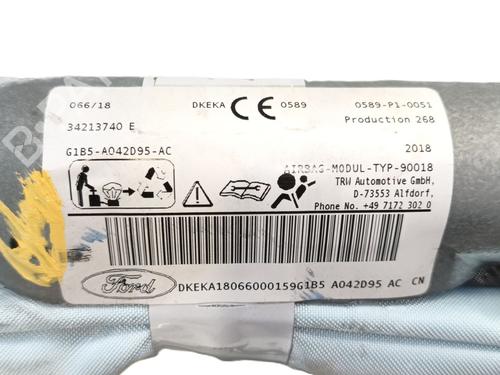 066/18 DKEKA CE 0589 0589-P1-0051
34213740 E Production 268
G1B5-A042D95-AC 2018
AIRBAG-MODUL-TYP-90018
TRW Automotive GmbH,
D-73553 Alfdorf,
Phone No. +49 7172 302 0
Ford DKEKA18066000159G1B5 A042D95 AC CN